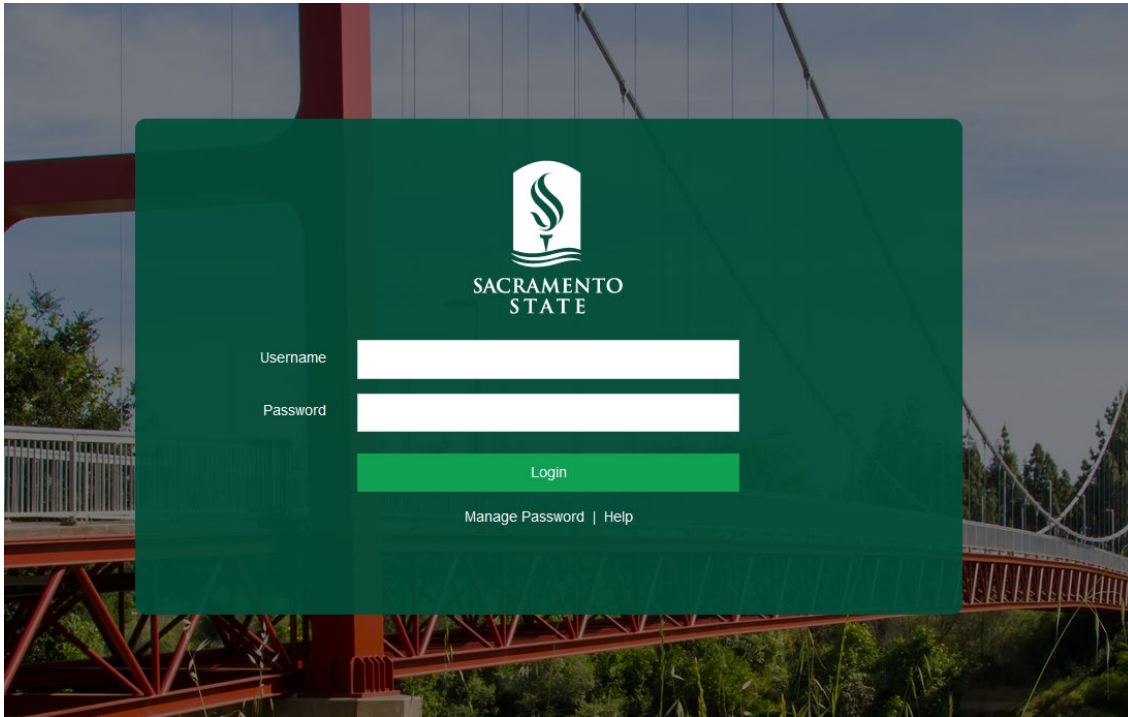 SACRAMENTO
STATE
Username
Password
Login
Manage Password | Help